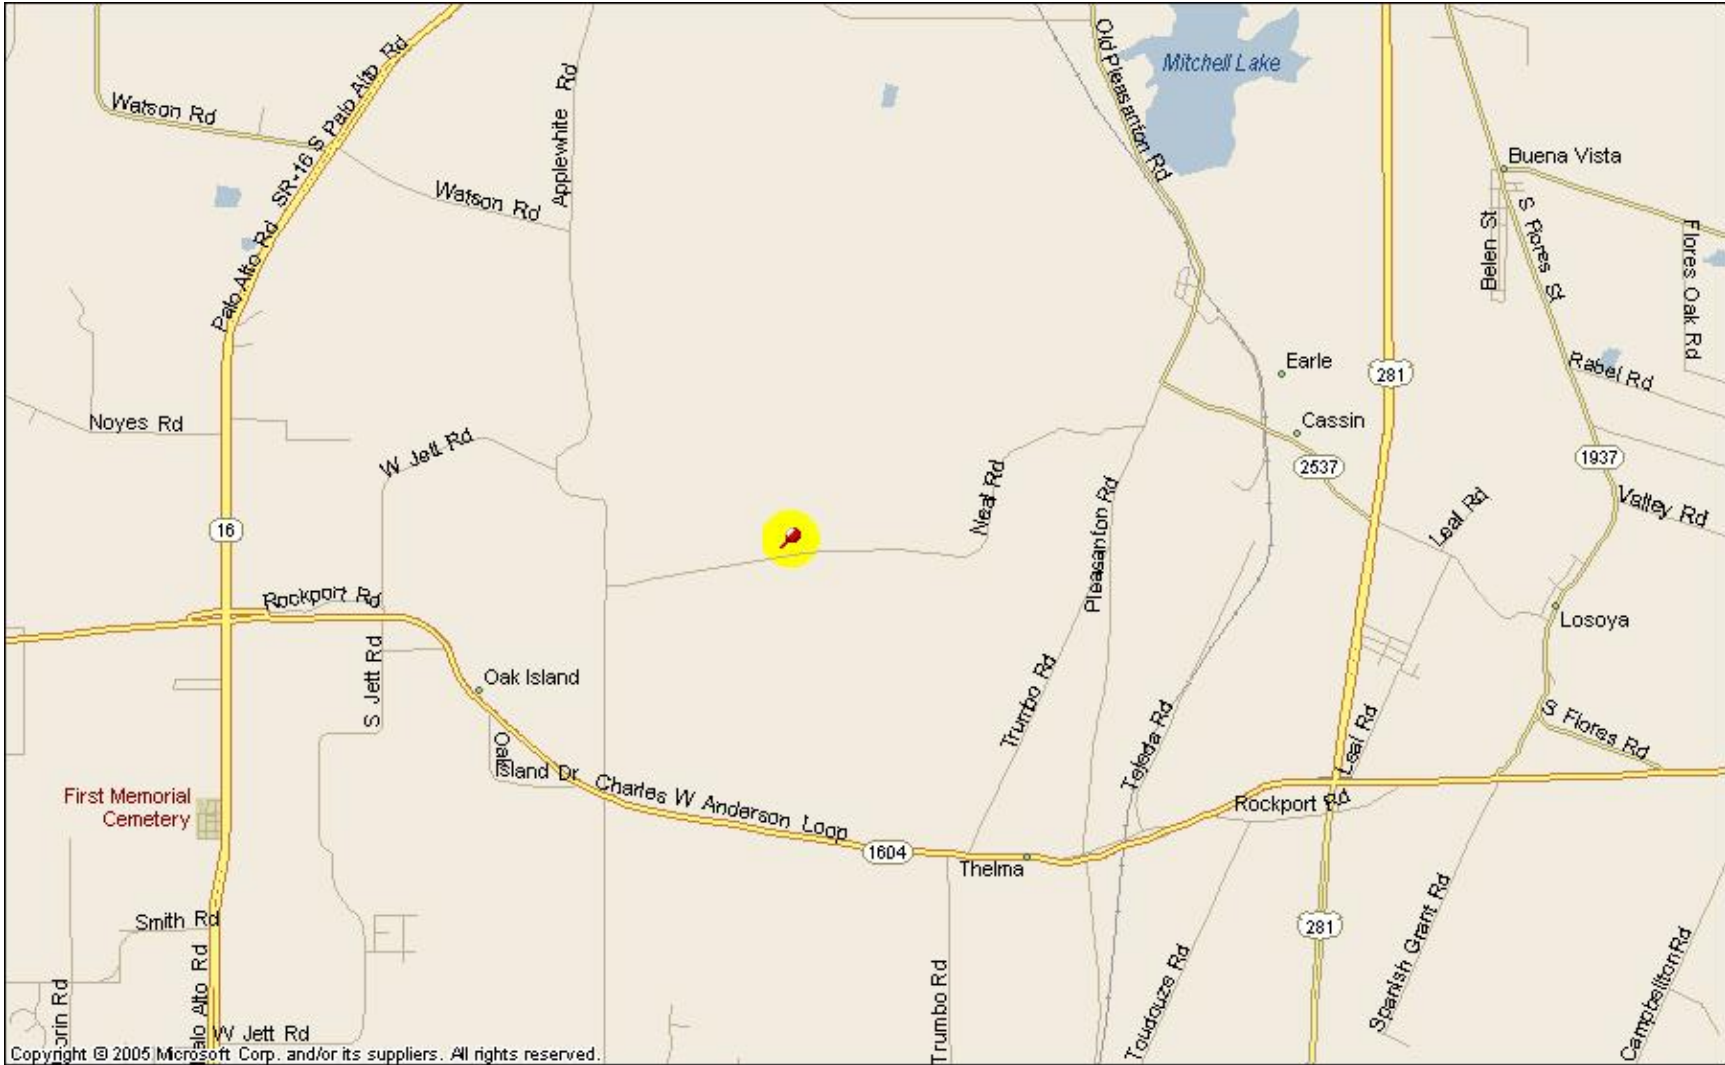 Watson Rd
SR-16 S Palo Alto Rd
Palo Alto Rd
Watson Rd
Applewhite Rd
Old Pleasanton Rd
Mitchell Lake
Buena Vista
Belen St
S Flores St
Flores Oak Rd
Earle
281
Rabel Rd
Noyes Rd
W Jett Rd
Cassin
2537
1937
Neal Rd
Pleasanton Rd
Leal Rd
Valley Rd
16
Rockport Rd
Losoya
S Jett Rd
Oak Island
Trumbo Rd
Tejeda Rd
Leal Rd
S Flores Rd
Oak
Island Dr
Charles W Anderson Loop
First Memorial
Cemetery
Rockport Rd
1604
Thelma
Smith Rd
281
Spanish Grant Rd
Palo Alto Rd
orin Rd
Trumbo Rd
Toudouze Rd
Campbellton Rd
W Jett Rd
Copyright © 2005 Microsoft Corp. and/or its suppliers. All rights reserved.